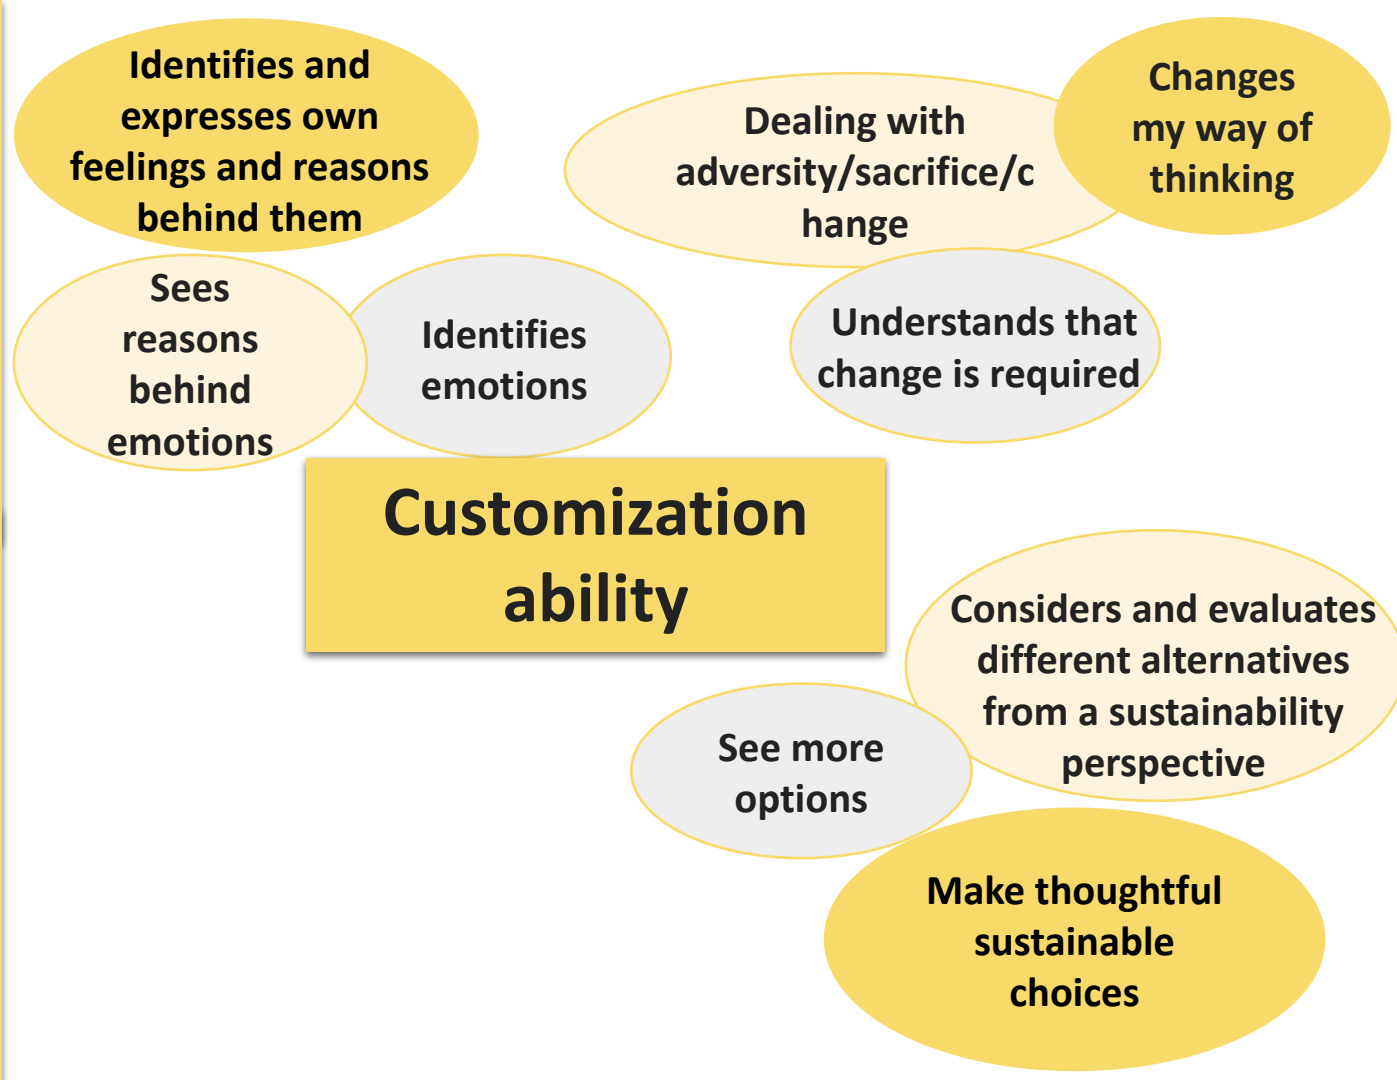 Identifies and
expresses own
feelings and reasons
behind them
Dealing with
adversity/sacrifice/c
hange
Changes
my way of
thinking
Sees
reasons
behind
emotions
Identifies
emotions
Understands that
change is required
Customization
ability
Considers and evaluates
different alternatives
from a sustainability
perspective
See more
options
Make thoughtful
sustainable
choices